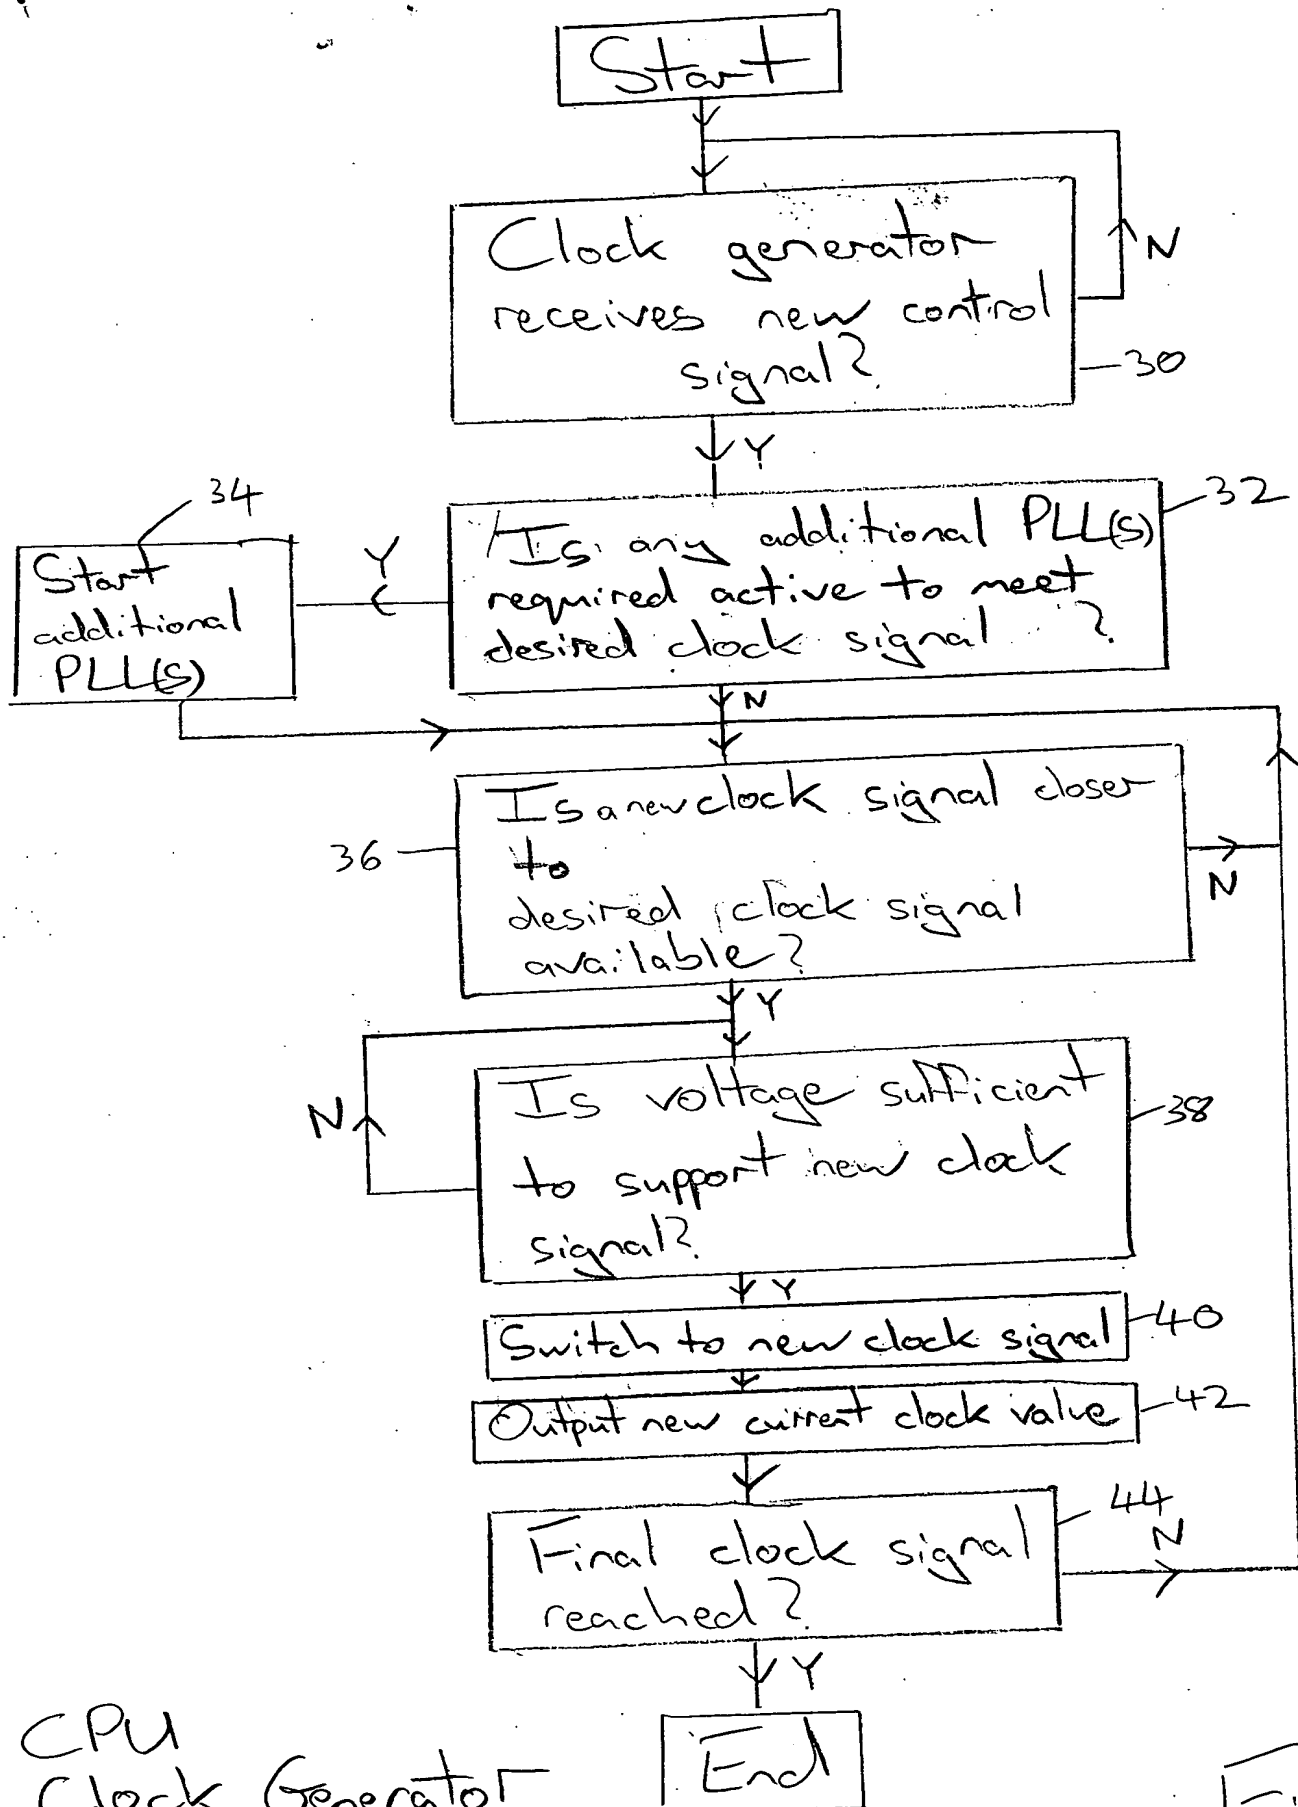 Start
Clock generator
receives new control
signal?
N
30
Y
34
32
Start
additional
PLL(s)
Y
Is any additional PLL(s)
required active to meet
desired clock signal ?
N
Is a new clock signal closer
to
desired clock signal
available?
36
N
Y
Is voltage sufficient
to support new clock
signal?
N
38
Y
Switch to new clock signal
40
Output new current clock value
42
Final clock signal
reached?
44
N
Y
CPU
Clock Generator
End